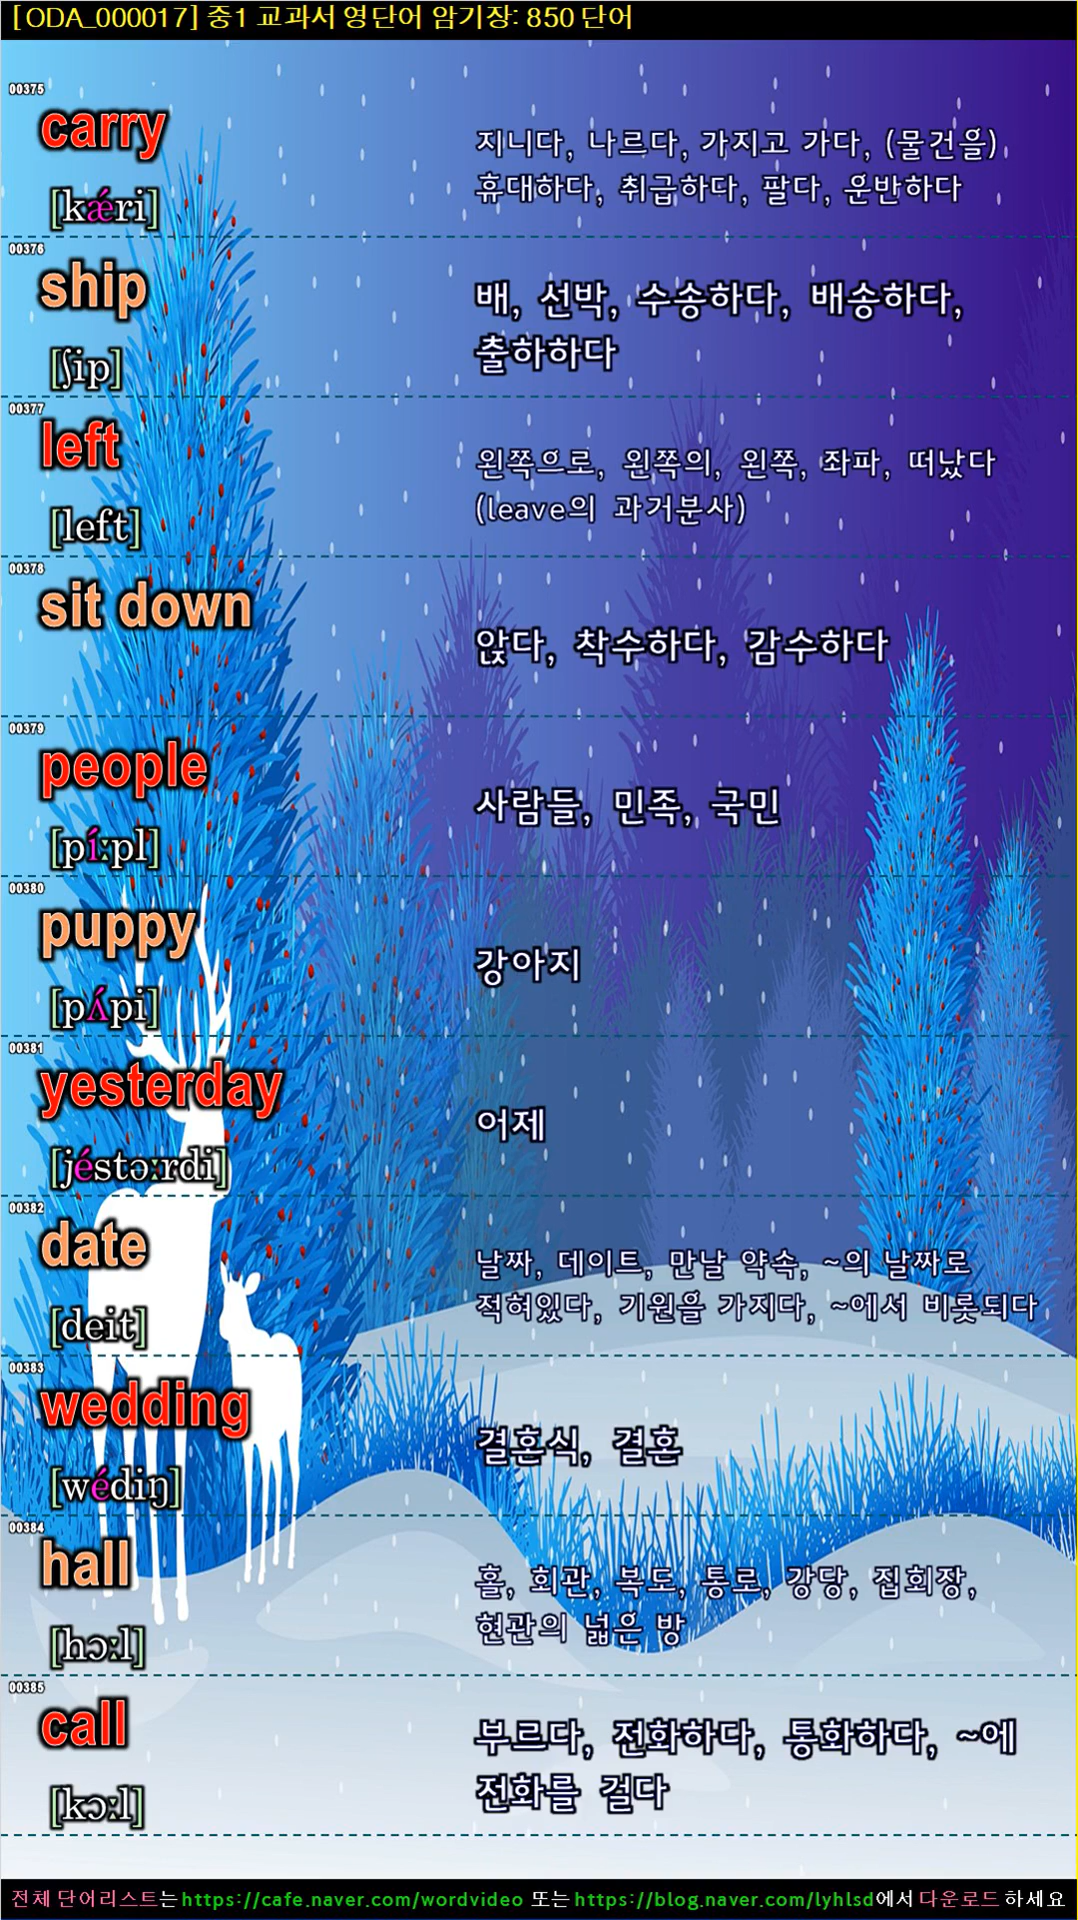 [ODA_000017] 중1 교과서 영단어 암기장: 850 단어
00375
carry
[kǽri]
지니다, 나르다, 가지고 가다, (물건을)
휴대하다, 취급하다, 팔다, 운반하다
00376
ship
[ʃip]
배, 선박, 수송하다, 배송하다,
출하하다
00377
left
[left]
왼쪽으로, 왼쪽의, 왼쪽, 좌파, 떠났다
(leave의 과거분사)
00378
sit down
앉다, 착수하다, 감수하다
00379
people
[píːpl]
사람들, 민족, 국민
00380
puppy
[pʌ́pi]
강아지
00381
yesterday
[jéstəːrdi]
어제
00382
date
[deit]
날짜, 데이트, 만날 약속, ~의 날짜로
적혀있다, 기원을 가지다, ~에서 비롯되다
00383
wedding
[wédiŋ]
결혼식, 결혼
00384
hall
[hɔːl]
홀, 회관, 복도, 통로, 강당, 집회장,
현관의 넓은 방
00385
call
[kɔːl]
부르다, 전화하다, 통화하다, ~에
전화를 걸다
전체 단어리스트는 https://cafe.naver.com/wordvideo 또는 https://blog.naver.com/lyhlsd에서 다운로드 하세요